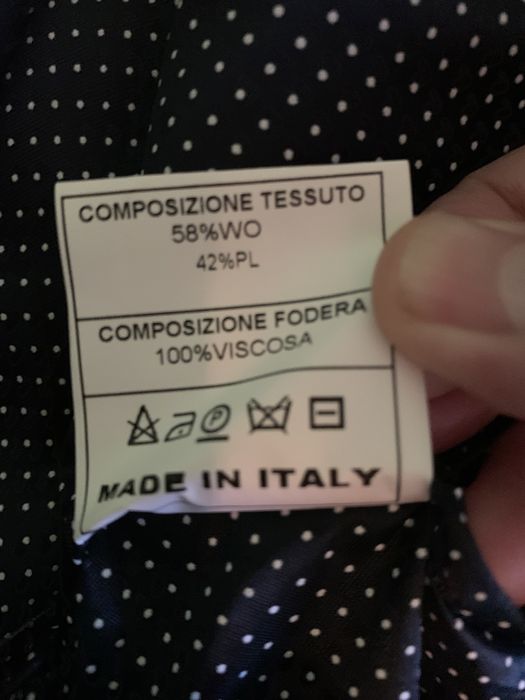 COMPOSIZIONE TESSUTO
58%WO
42%PL
COMPOSIZIONE FODERA
100%VISCOSA
P
MADE IN ITALY